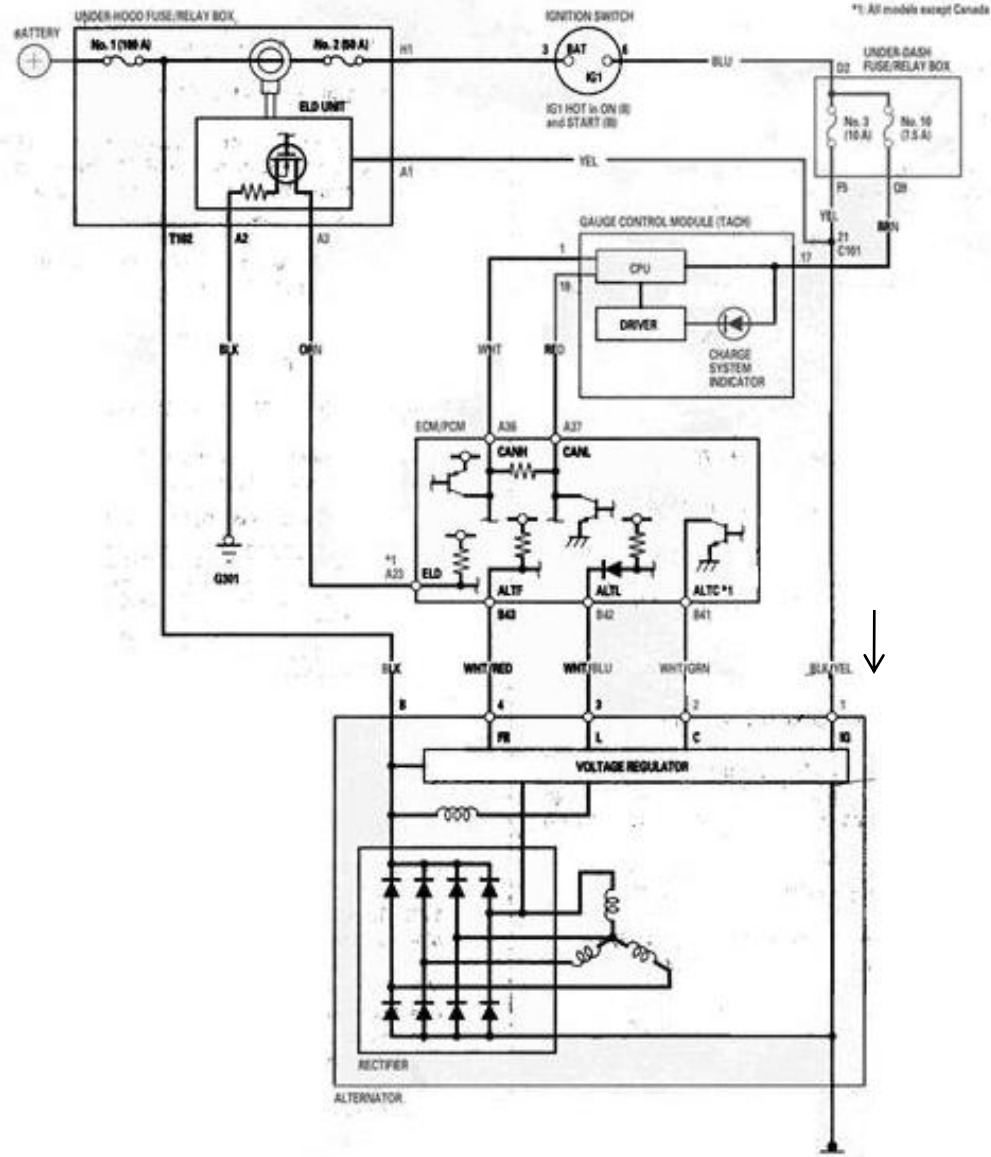 *1: All models except Canada
UNDER-HOOD FUSE/RELAY BOX
IGNITION SWITCH
BATTERY
No. 1 (100 A)
No. 2 (50 A)
H1
3
BAT
6
IG1
BLU
D2
UNDER-DASH
FUSE/RELAY BOX
IG1 HOT in ON (II)
and START (III)
ELD UNIT
No. 3
(10 A)
No. 10
(7.5 A)
A1
YEL
F5
YEL
BRN
GAUGE CONTROL MODULE (TACH)
T102
A2
21
C101
1
17
CPU
DRIVER
CHARGE
SYSTEM
INDICATOR
BLK
ORN
WHT
RED
ECM/PCM
A36
A37
CANH
CANL
*1
A23
ELD
G301
ALTF
ALTL
ALTC *1
B43
B42
B41
BLK
WHT/RED
WHT/BLU
WHT/GRN
BLK/YEL
B
4
3
2
1
FR
L
C
IG
VOLTAGE REGULATOR
RECTIFIER
ALTERNATOR